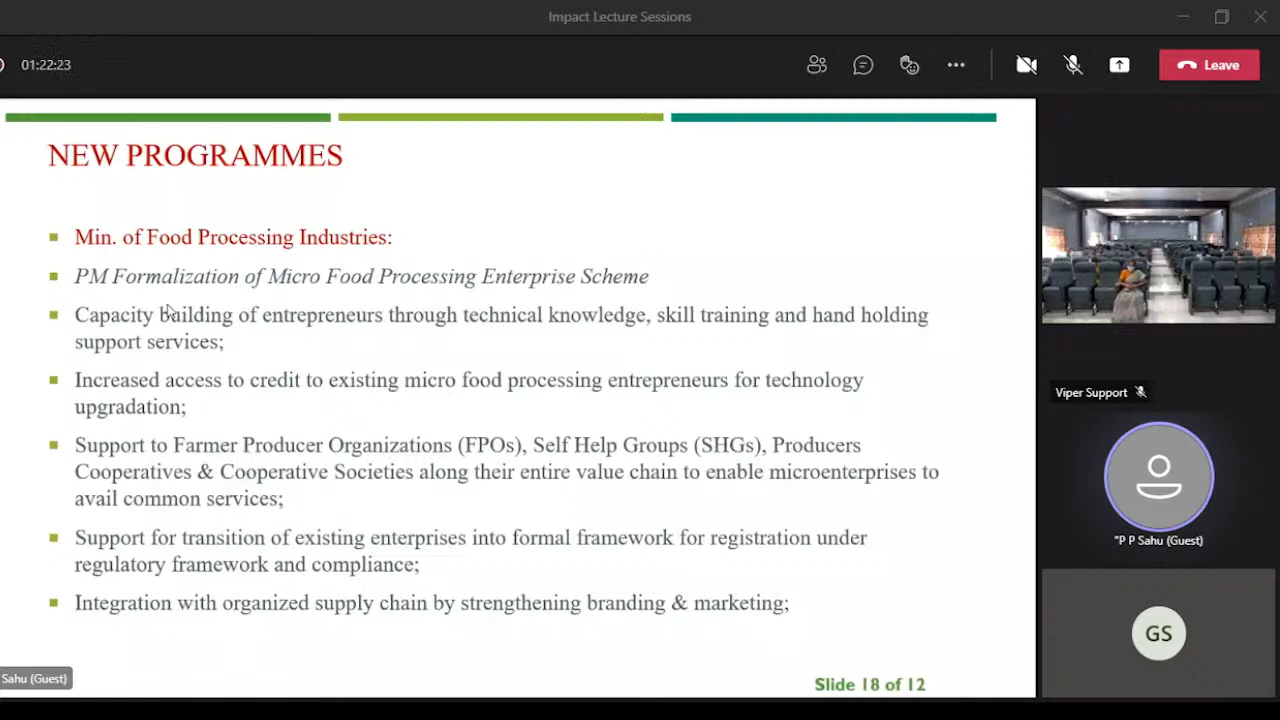 Impact Lecture Sessions
01:22:23
Leave
NEW PROGRAMMES
Min. of Food Processing Industries:
PM Formalization of Micro Food Processing Enterprise Scheme
Capacity building of entrepreneurs through technical knowledge, skill training and hand holding
support services;
Increased access to credit to existing micro food processing entrepreneurs for technology
upgradation;
Support to Farmer Producer Organizations (FPOs), Self Help Groups (SHGs), Producers
Cooperatives & Cooperative Societies along their entire value chain to enable microenterprises to
avail common services;
Support for transition of existing enterprises into formal framework for registration under
regulatory framework and compliance;
Integration with organized supply chain by strengthening branding & marketing;
Sahu (Guest)
Slide 18 of 12
Viper Support
"P P Sahu (Guest)
GS